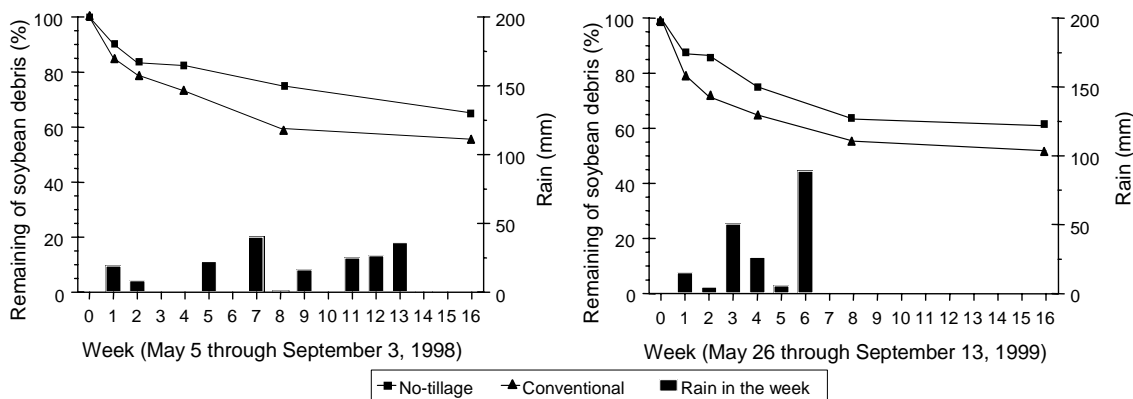 Remaining of soybean debris (%)
100
80
60
40
20
0
200
150
100
50
0
Rain (mm)
0 1 2 3 4 5 6 7 8 9 10 11 12 13 14 15 16
Week (May 5 through September 3, 1998)
Remaining of soybean debris (%)
100
80
60
40
20
0
200
150
100
50
0
Rain (mm)
0 1 2 3 4 5 6 7 8 9 10 11 12 13 14 15 16
Week (May 26 through September 13, 1999)
No-tillage Conventional Rain in the week